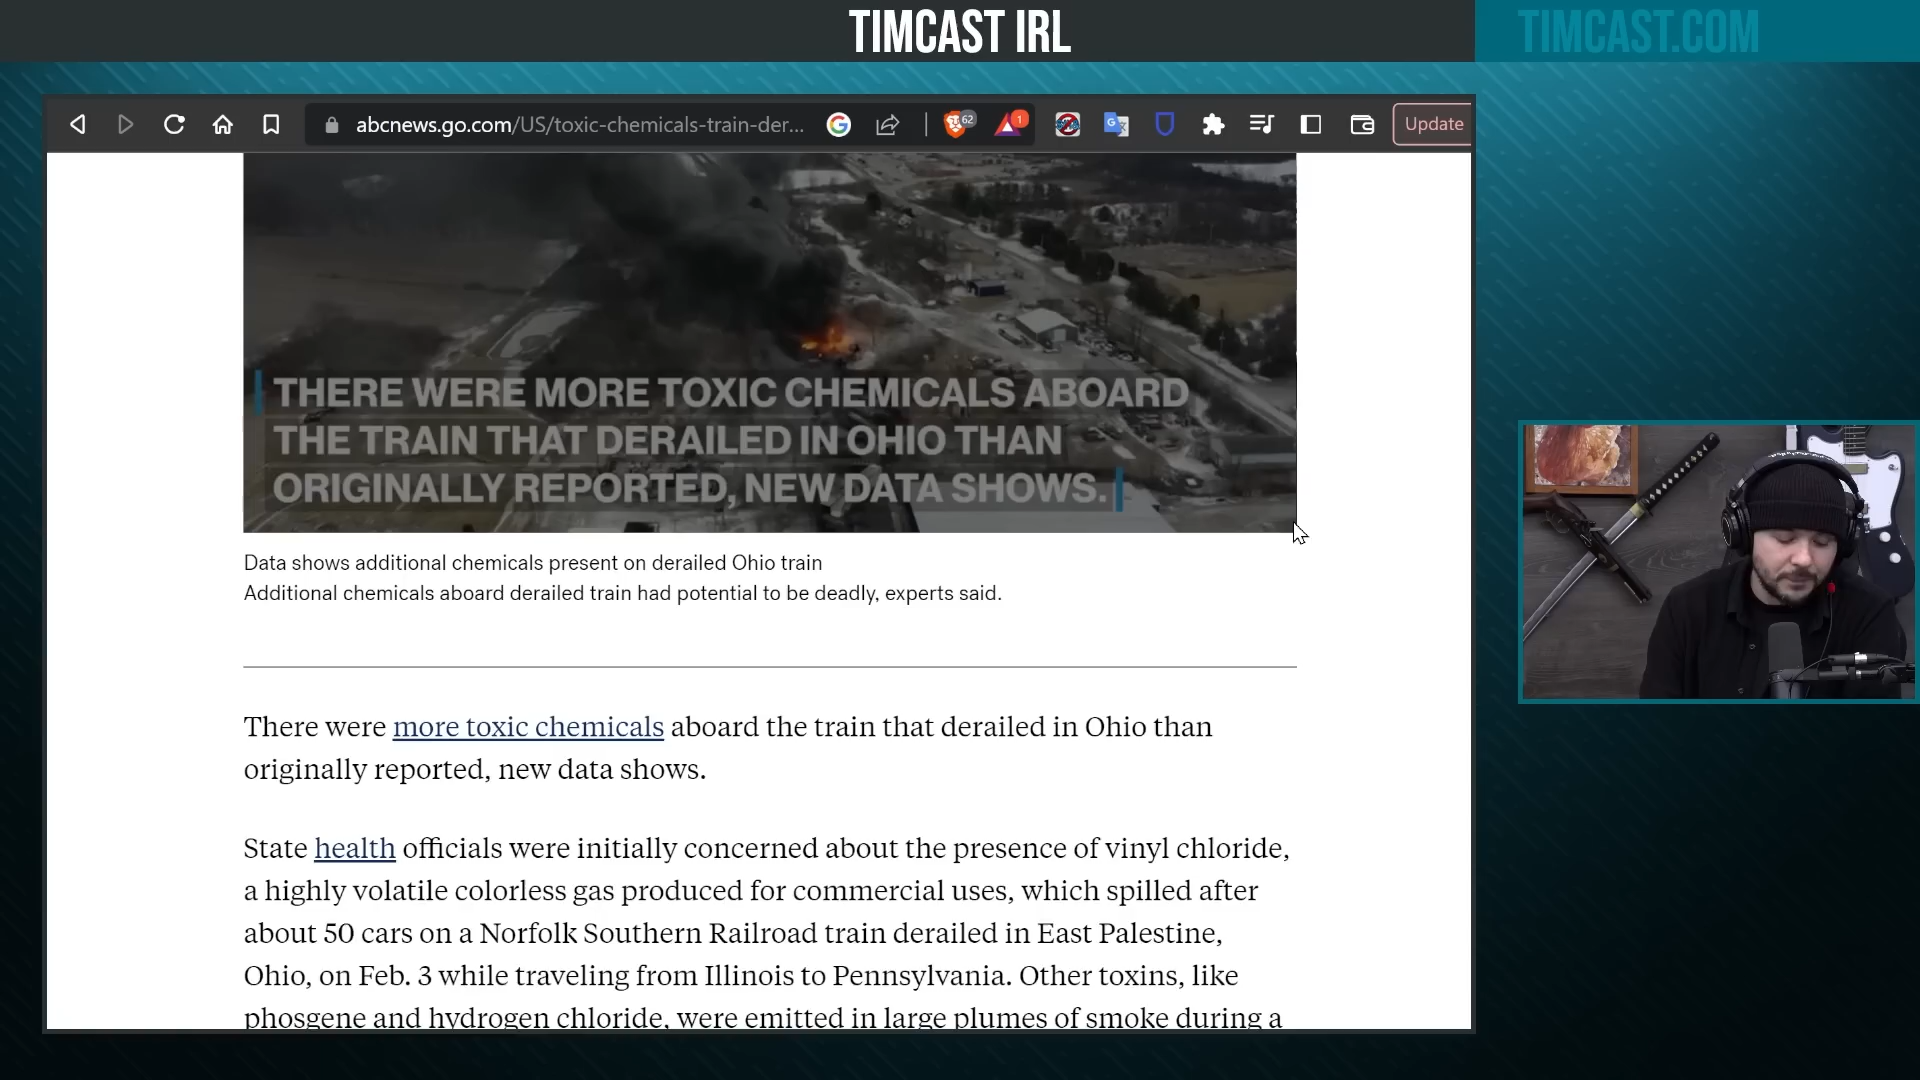 TIMCAST IRL
TIMCAST.COM
abcnews.go.com/US/toxic-chemicals-train-der...
62
1
Update
THERE WERE MORE TOXIC CHEMICALS ABOARD
THE TRAIN THAT DERAILED IN OHIO THAN
ORIGINALLY REPORTED, NEW DATA SHOWS.
Data shows additional chemicals present on derailed Ohio train
Additional chemicals aboard derailed train had potential to be deadly, experts said.
There were more toxic chemicals aboard the train that derailed in Ohio than
originally reported, new data shows.
State health officials were initially concerned about the presence of vinyl chloride,
a highly volatile colorless gas produced for commercial uses, which spilled after
about 50 cars on a Norfolk Southern Railroad train derailed in East Palestine,
Ohio, on Feb. 3 while traveling from Illinois to Pennsylvania. Other toxins, like
phosgene and hydrogen chloride, were emitted in large plumes of smoke during a